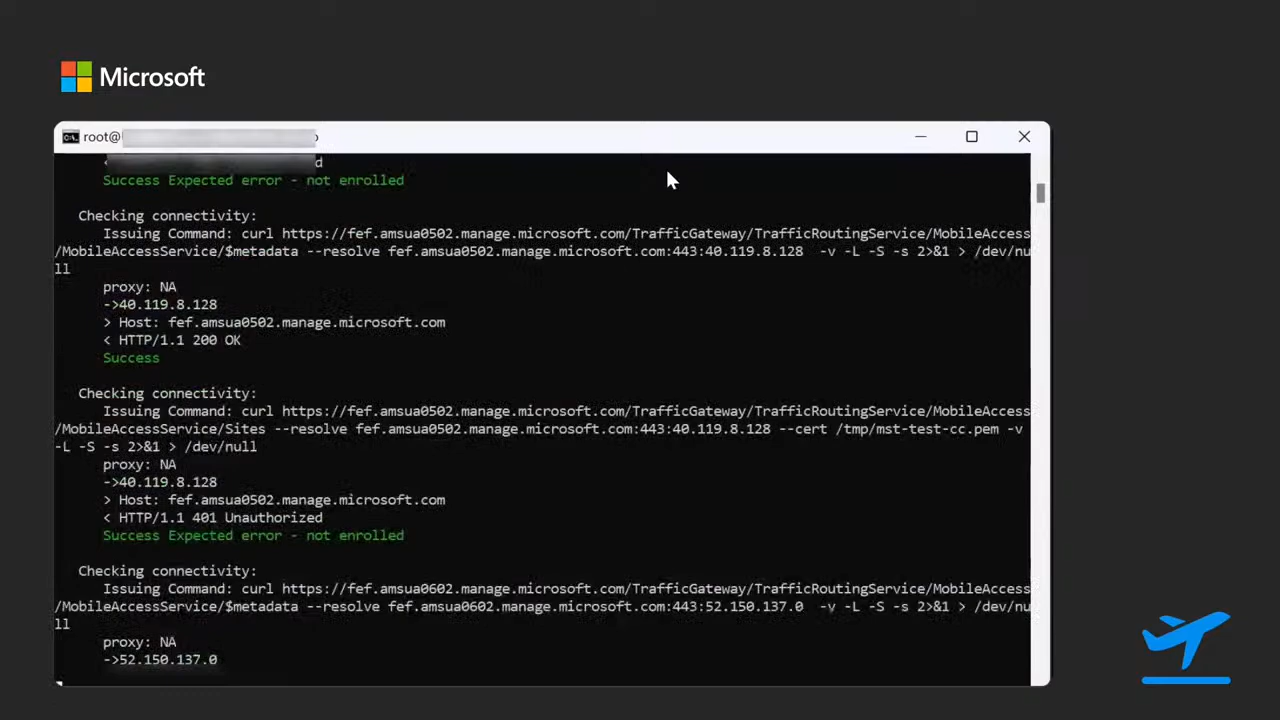 Microsoft
root@
Success Expected error - not enrolled
Checking connectivity:
Issuing Command: curl https://fef.amsua0502.manage.microsoft.com/TrafficGateway/TrafficRoutingService/MobileAccess
/MobileAccessService/$metadata --resolve fef.amsua0502.manage.microsoft.com:443:40.119.8.128 -v -L -S -s 2>&1 > /dev/nu
ll
proxy: NA
->40.119.8.128
> Host: fef.amsua0502.manage.microsoft.com
< HTTP/1.1 200 OK
Success
Checking connectivity:
Issuing Command: curl https://fef.amsua0502.manage.microsoft.com/TrafficGateway/TrafficRoutingService/MobileAccess
/MobileAccessService/Sites --resolve fef.amsua0502.manage.microsoft.com:443:40.119.8.128 --cert /tmp/mst-test-cc.pem -v
-L -S -s 2>&1 > /dev/null
proxy: NA
->40.119.8.128
> Host: fef.amsua0502.manage.microsoft.com
< HTTP/1.1 401 Unauthorized
Success Expected error - not enrolled
Checking connectivity:
Issuing Command: curl https://fef.amsua0602.manage.microsoft.com/TrafficGateway/TrafficRoutingService/MobileAccess
/MobileAccessService/$metadata --resolve fef.amsua0602.manage.microsoft.com:443:52.150.137.0 -v -L -S -s 2>&1 > /dev/nu
ll
proxy: NA
->52.150.137.0